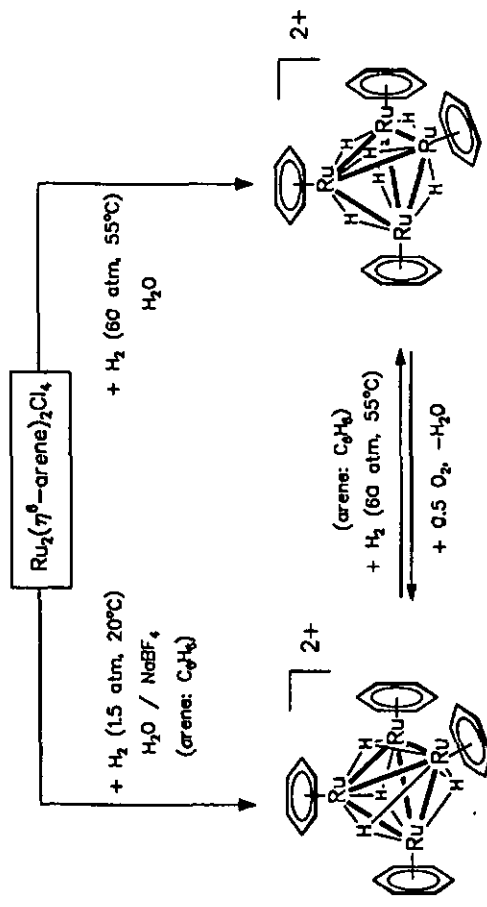 Ru₂(η⁶-arene)₂Cl₄
+ H₂ (1.5 atm, 20°C)
H₂O / NaBF₄
(arene: C₆H₆)
+ H₂ (60 atm, 55°C)
H₂O
2+
Ru
H
Ru
H
H
Ru
H
Ru
(arene: C₆H₆)
+ H₂ (60 atm, 55°C)
+ 0.5 O₂, -H₂O
2+
Ru
H
H
H
Ru
H
H
Ru
H
Ru